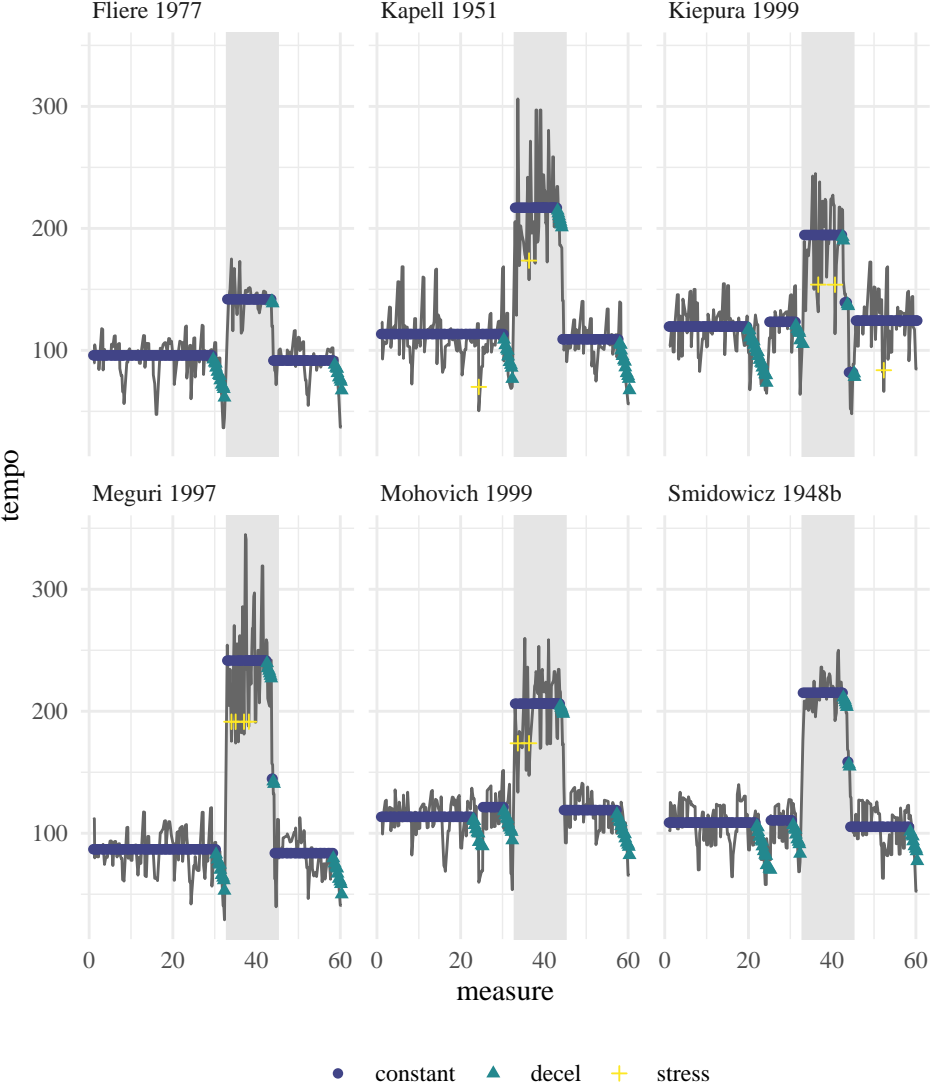 Fliere 1977 Kapell 1951 Kiepura 1999
300
200
100
tempo
Meguri 1997 Mohovich 1999 Smidowicz 1948b
300
200
100
0 20 40 60 0 20 40 60 0 20 40 60
measure
constant decel stress